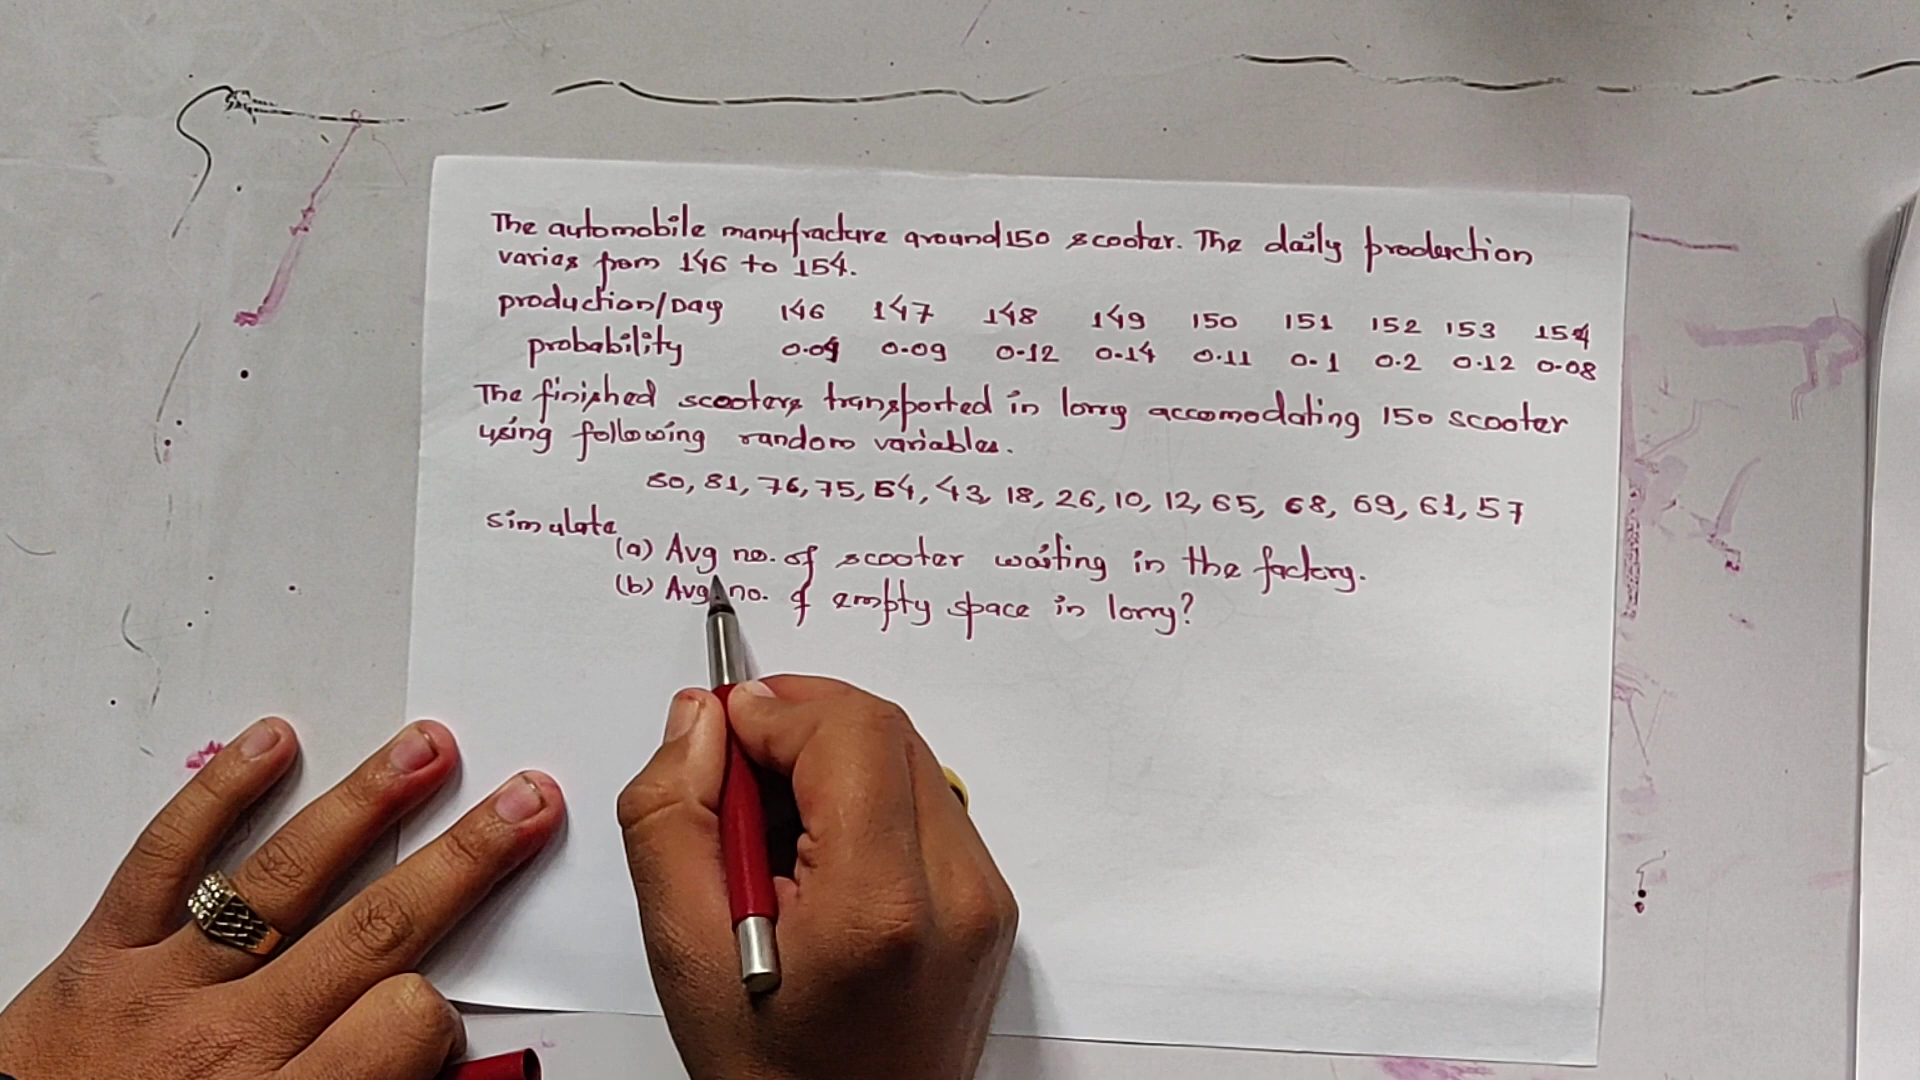 The automobile manufracture around 150 scooter. The daily production
varies from 146 to 154.
production/Day 146 147 148 149 150 151 152 153 154
probability 0.04 0.09 0.12 0.14 0.11 0.1 0.2 0.12 0.08
The finished scooters transported in lorry accomodating 150 scooter
using following random variables.
80, 81, 76, 75, 64, 43, 18, 26, 10, 12, 65, 68, 69, 61, 57
simulate
(a) Avg no. of scooter waiting in the factory.
(b) Avg. no. of empty space in lorry?